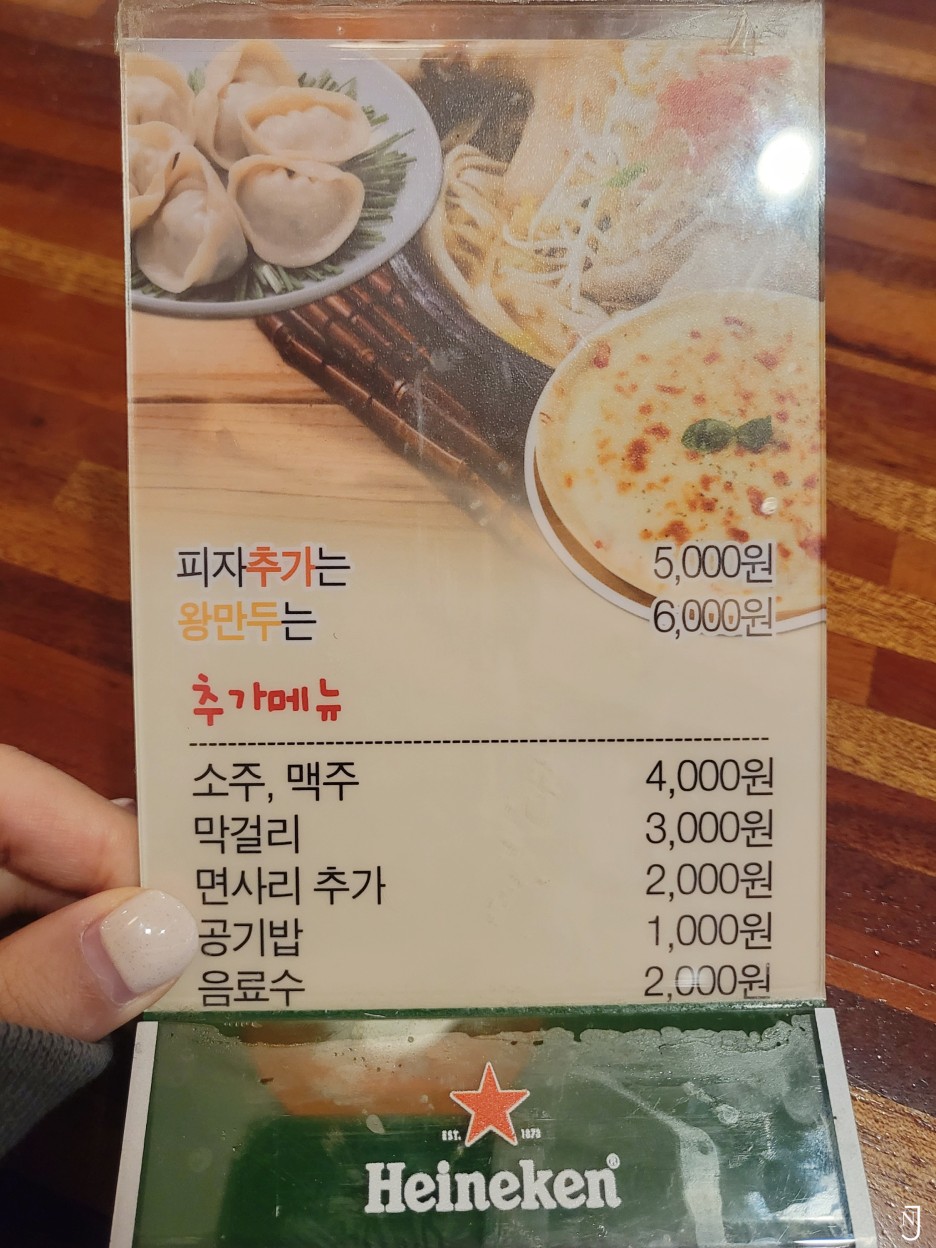 피자추가는 5,000원
왕만두는 6,000원
추가메뉴
소주, 맥주 4,000원
막걸리 3,000원
면사리 추가 2,000원
공기밥 1,000원
음료수 2,000원
EST. 1873
Heineken®
NJ